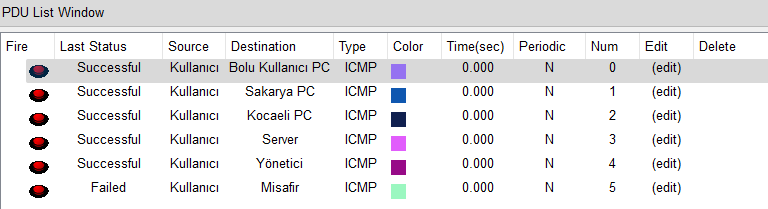 PDU List Window
Fire Last Status Source Destination Type Color Time(sec) Periodic Num Edit Delete
Successful Kullanıcı Bolu Kullanıcı PC ICMP 0.000 N 0 (edit)
Successful Kullanıcı Sakarya PC ICMP 0.000 N 1 (edit)
Successful Kullanıcı Kocaeli PC ICMP 0.000 N 2 (edit)
Successful Kullanıcı Server ICMP 0.000 N 3 (edit)
Successful Kullanıcı Yönetici ICMP 0.000 N 4 (edit)
Failed Kullanıcı Misafir ICMP 0.000 N 5 (edit)